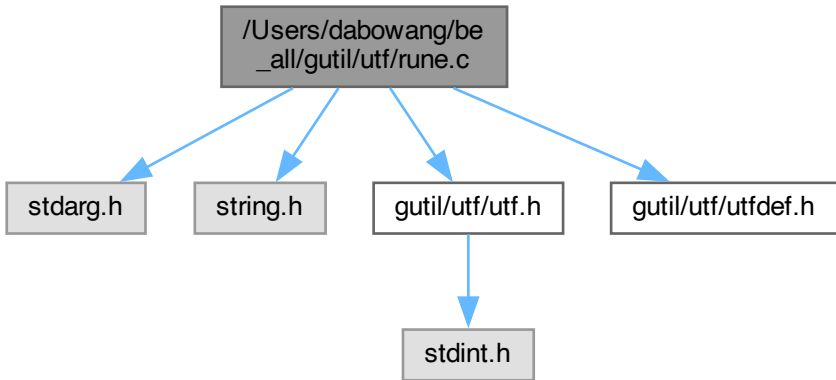 /Users/dabowang/be
_all/gutil/utf/rune.c
stdarg.h
string.h
gutil/utf/utf.h
gutil/utf/utfdef.h
stdint.h